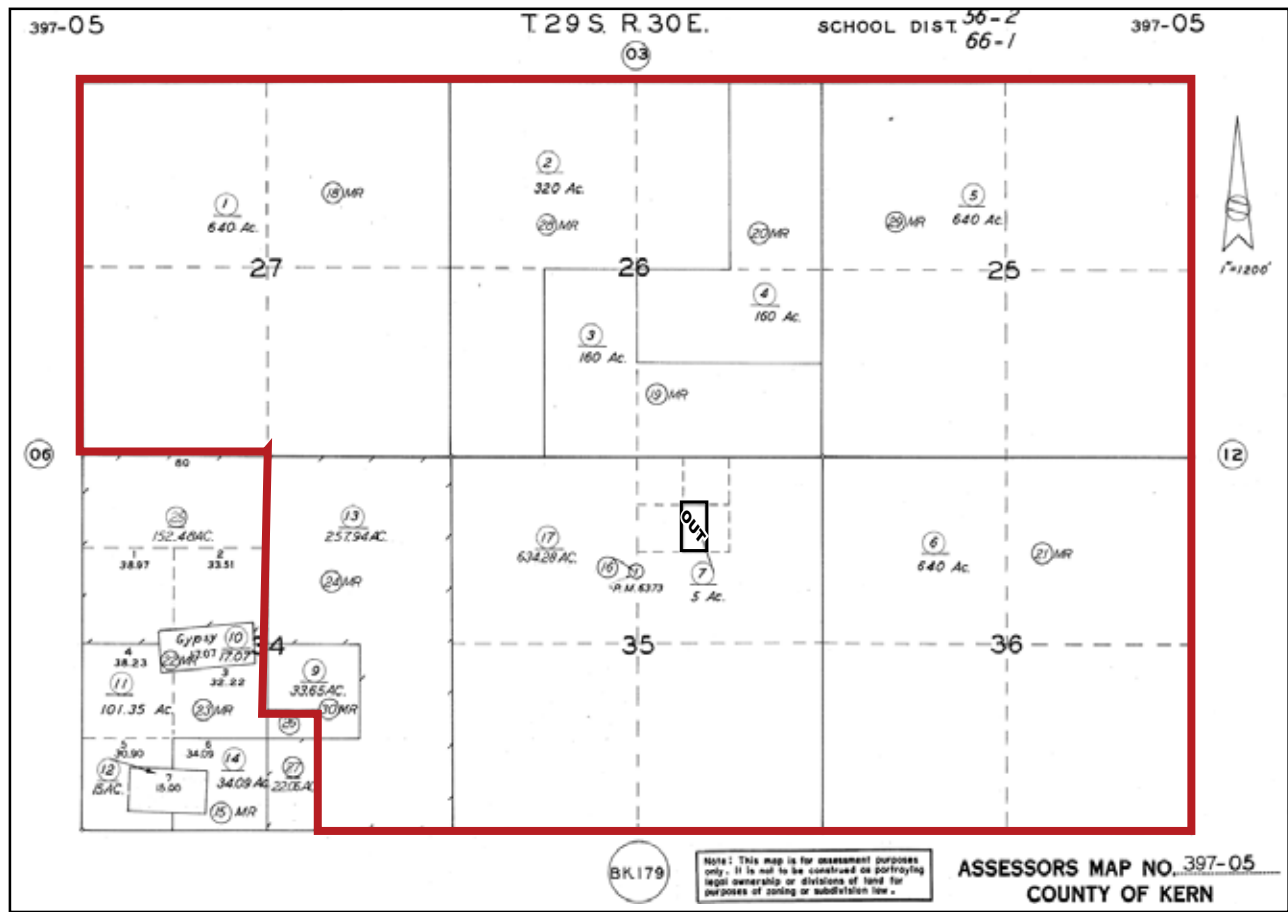 397-05
T. 29 S. R. 30 E.
SCHOOL DIST. 56-2
66-1
397-05
03
1
640 Ac.
18 MR
27
2
320 Ac.
28 MR
20 MR
26
4
160 Ac.
3
160 Ac.
19 MR
5
640 Ac.
29 MR
25
1"=1200'
06
12
80
152.48 AC.
1
38.97
2
33.51
13
257.94 AC.
24 MR
17
634.28 AC.
16
1
P.M. 6373
OUT
7
5 Ac.
6
640 Ac.
21 MR
Gypsy 10
17.07 17.07
22 MR
34
4
38.23
3
32.22
11
101.35 Ac.
23 MR
9
33.65 AC.
30 MR
26
35
36
5
30.90
6
34.09
14
34.09 Ac.
12
15 AC.
7
15.00
15 MR
27
22.06 AC.
BK.179
Note: This map is for assessment purposes
only. It is not to be construed as portraying
legal ownership or divisions of land for
purposes of zoning or subdivision law.
ASSESSORS MAP NO. 397-05
COUNTY OF KERN